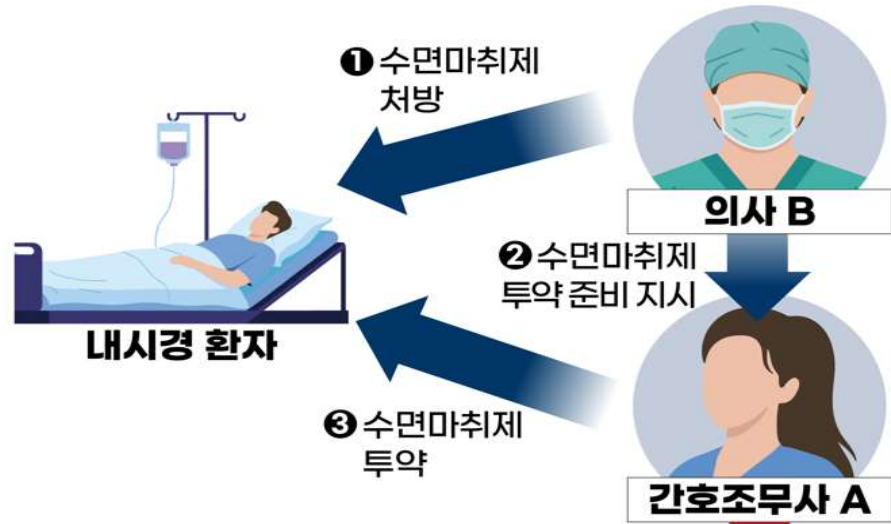 ❶ 수면마취제
처방
의사 B
❷ 수면마취제
투약 준비 지시
내시경 환자
❸ 수면마취제
투약
간호조무사 A